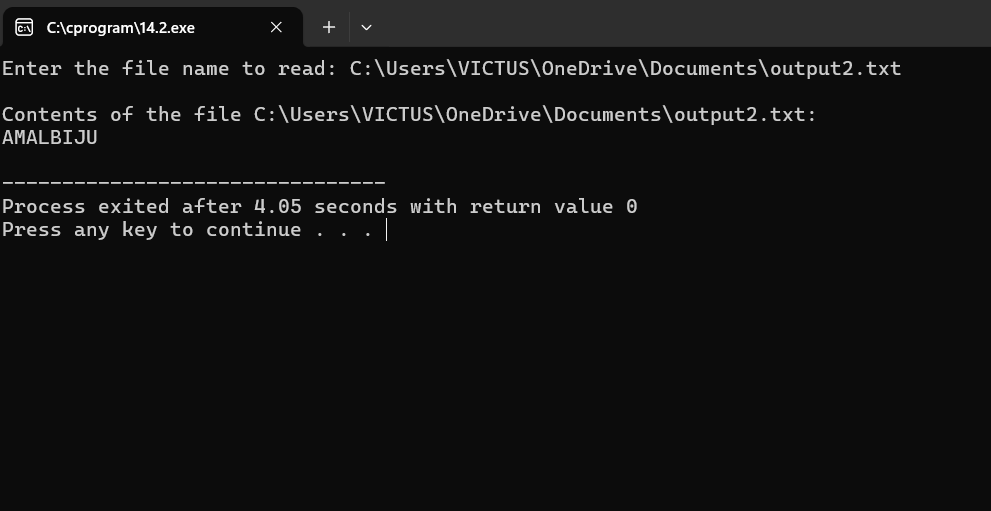 C:\cprogram\14.2.exe
Enter the file name to read: C:\Users\VICTUS\OneDrive\Documents\output2.txt
Contents of the file C:\Users\VICTUS\OneDrive\Documents\output2.txt:
AMALBIJU
--------------------------------
Process exited after 4.05 seconds with return value 0
Press any key to continue . . .